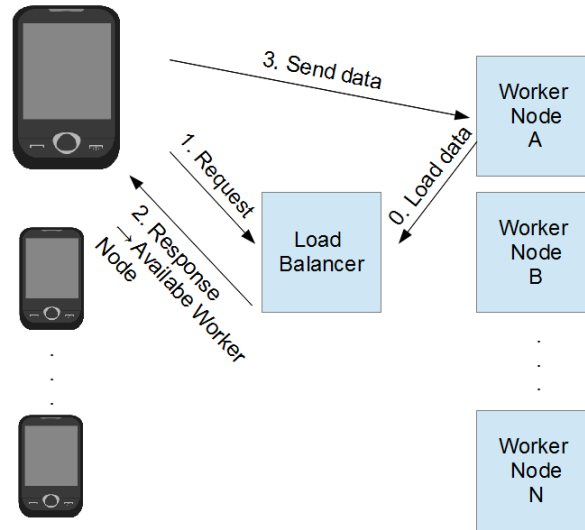 3. Send data
Worker
Node
A
1. Request
0. Load data
2. Response
→ Availabe Worker
Node
Load
Balancer
Worker
Node
B
Worker
Node
N